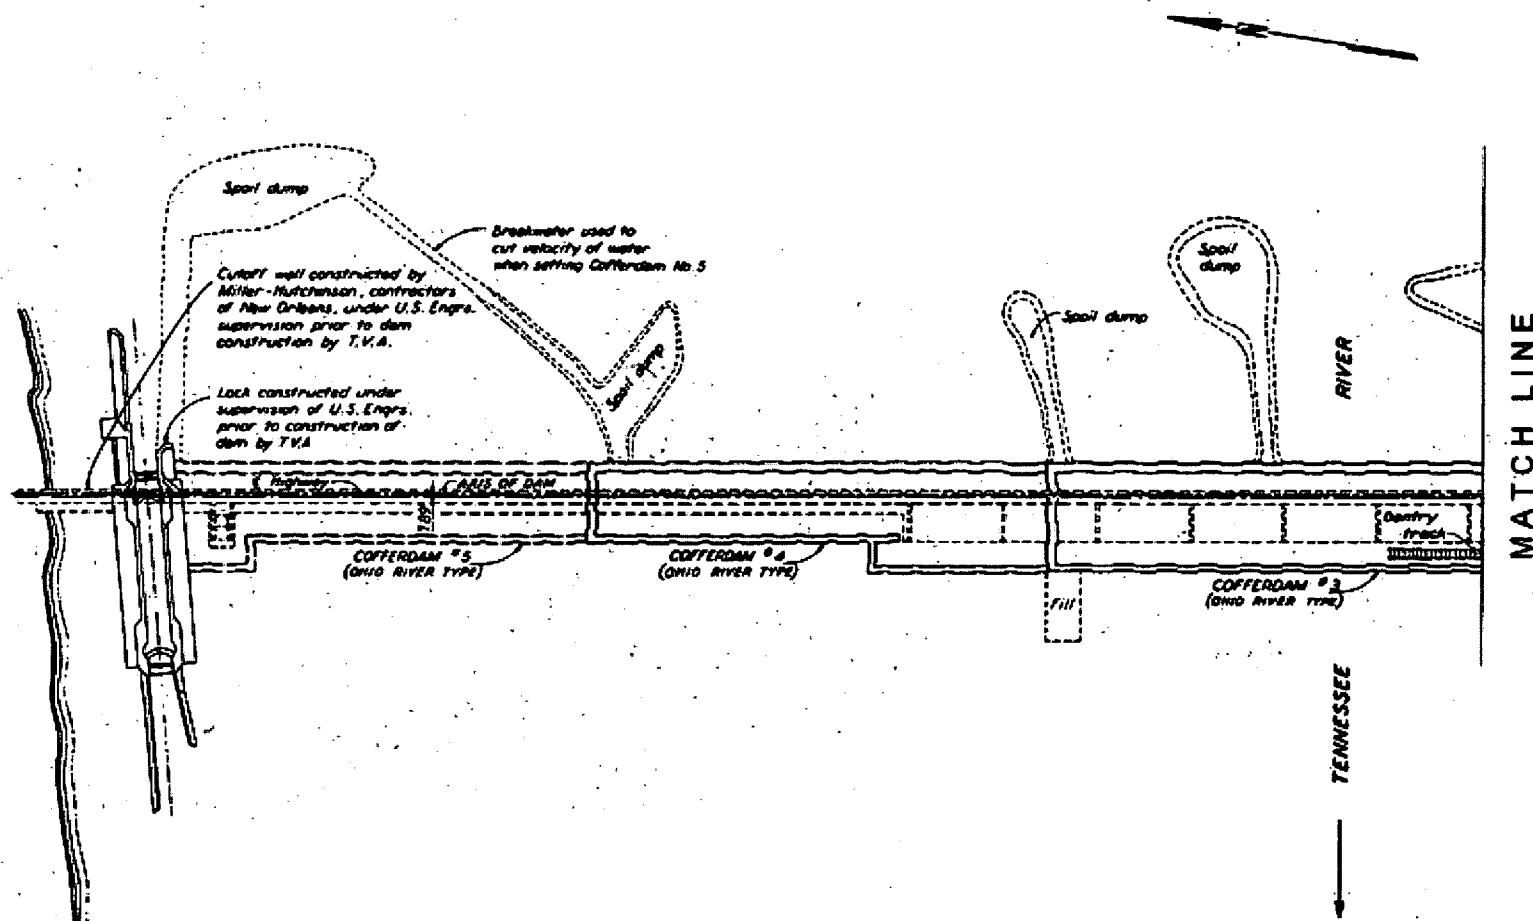 N
Spoil dump
Breakwater used to
cut velocity of water
when setting Cofferdam No 5
Cutoff wall constructed by
Miller-Hutchinson, contractors
of New Orleans, under U.S. Engrs.
supervision prior to dam
construction by T.V.A.
Lock constructed under
supervision of U.S. Engrs.
prior to construction of
dam by T.V.A
Spoil dump
Spoil dump
Spoil
dump
RIVER
MATCH LINE
Highway
AXIS OF DAM
Gantry
track
COFFERDAM #5
(OHIO RIVER TYPE)
COFFERDAM #4
(OHIO RIVER TYPE)
COFFERDAM #3
(OHIO RIVER TYPE)
Fill
TENNESSEE